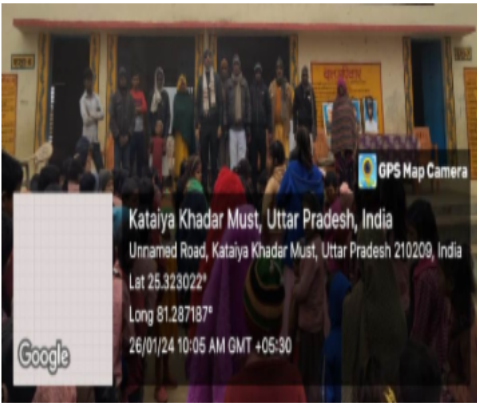 GPS Map Camera
Kataiya Khadar Must, Uttar Pradesh, India
Unnamed Road, Kataiya Khadar Must, Uttar Pradesh 210209, India
Lat 25.323022°
Long 81.287187°
26/01/24 10:05 AM GMT +05:30
Google